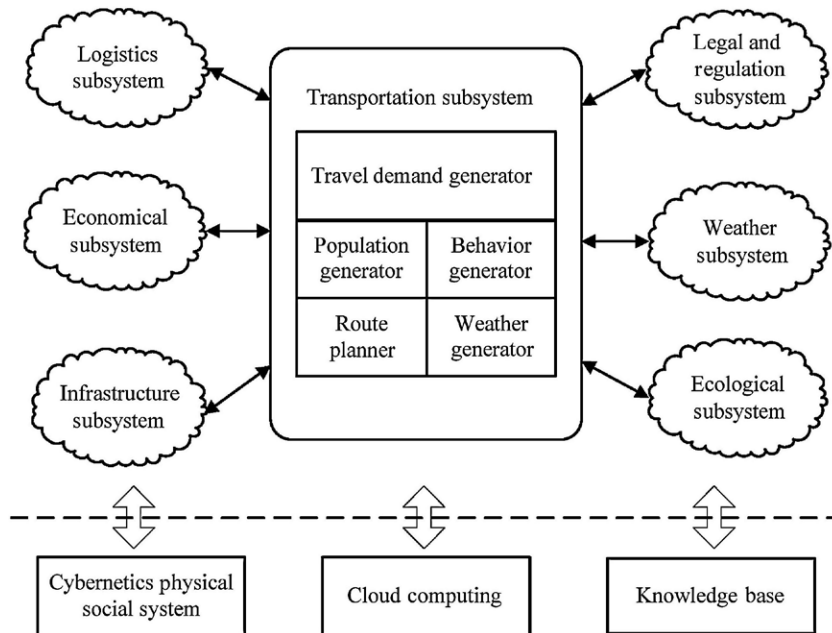 Logistics
subsystem
Economical
subsystem
Infrastructure
subsystem
Transportation subsystem
Travel demand generator
Population
generator
Behavior
generator
Route
planner
Weather
generator
Legal and
regulation
subsystem
Weather
subsystem
Ecological
subsystem
Cybernetics physical
social system
Cloud computing
Knowledge base